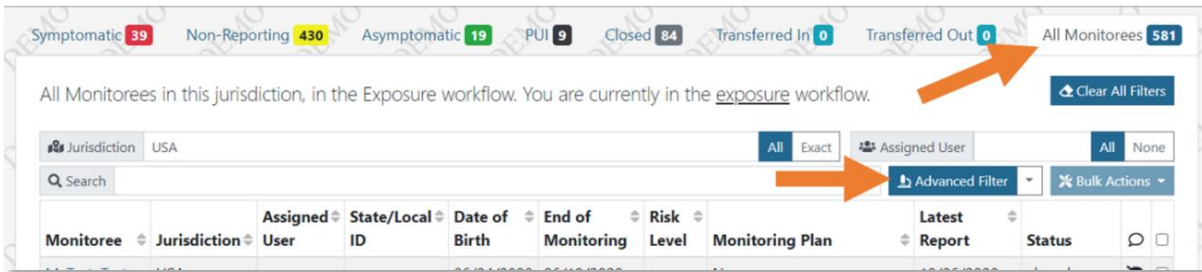 Symptomatic 39 Non-Reporting 430 Asymptomatic 19 PUI 9 Closed 84 Transferred In 0 Transferred Out 0 All Monitorees 581
All Monitorees in this jurisdiction, in the Exposure workflow. You are currently in the exposure workflow. Clear All Filters
Jurisdiction USA All Exact Assigned User All None
Search Advanced Filter Bulk Actions
Monitoree Jurisdiction Assigned User State/Local ID Date of Birth End of Monitoring Risk Level Monitoring Plan Latest Report Status